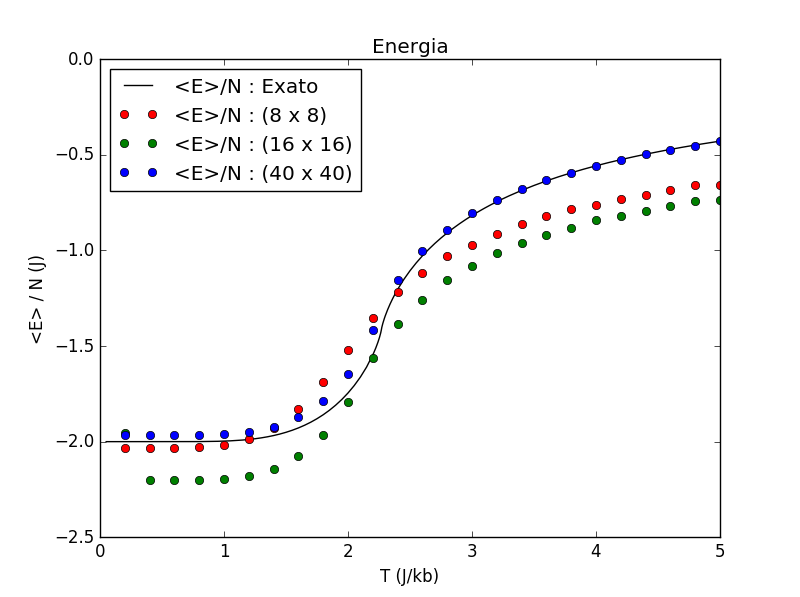 Energia
<E>/N : Exato
<E>/N : (8 x 8)
<E>/N : (16 x 16)
<E>/N : (40 x 40)
0.0
−0.5
−1.0
−1.5
−2.0
−2.5
<E> / N (J)
0 1 2 3 4 5
T (J/kb)